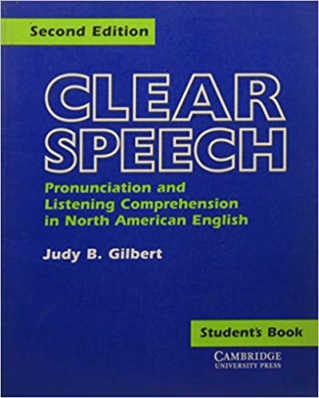 Second Edition
CLEAR
SPEECH
Pronunciation and
Listening Comprehension
in North American English
Judy B. Gilbert
Student's Book
CAMBRIDGE
UNIVERSITY PRESS